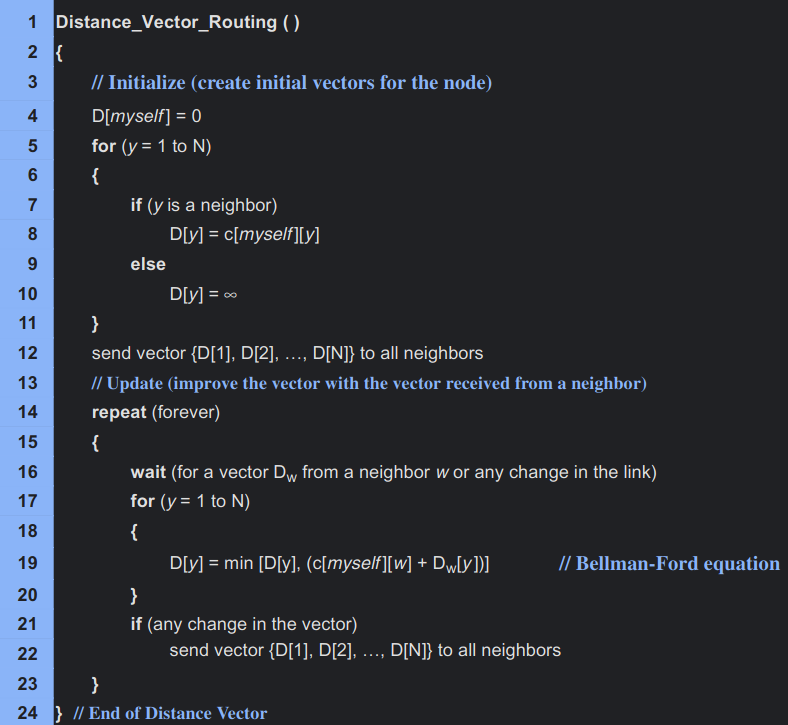 1 Distance_Vector_Routing ( )
2 {
3 // Initialize (create initial vectors for the node)
4 D[myself] = 0
5 for (y = 1 to N)
6 {
7 if (y is a neighbor)
8 D[y] = c[myself][y]
9 else
10 D[y] = ∞
11 }
12 send vector {D[1], D[2], …, D[N]} to all neighbors
13 // Update (improve the vector with the vector received from a neighbor)
14 repeat (forever)
15 {
16 wait (for a vector Dw from a neighbor w or any change in the link)
17 for (y = 1 to N)
18 {
19 D[y] = min [D[y], (c[myself][w] + Dw[y])] // Bellman-Ford equation
20 }
21 if (any change in the vector)
22 send vector {D[1], D[2], …, D[N]} to all neighbors
23 }
24 } // End of Distance Vector